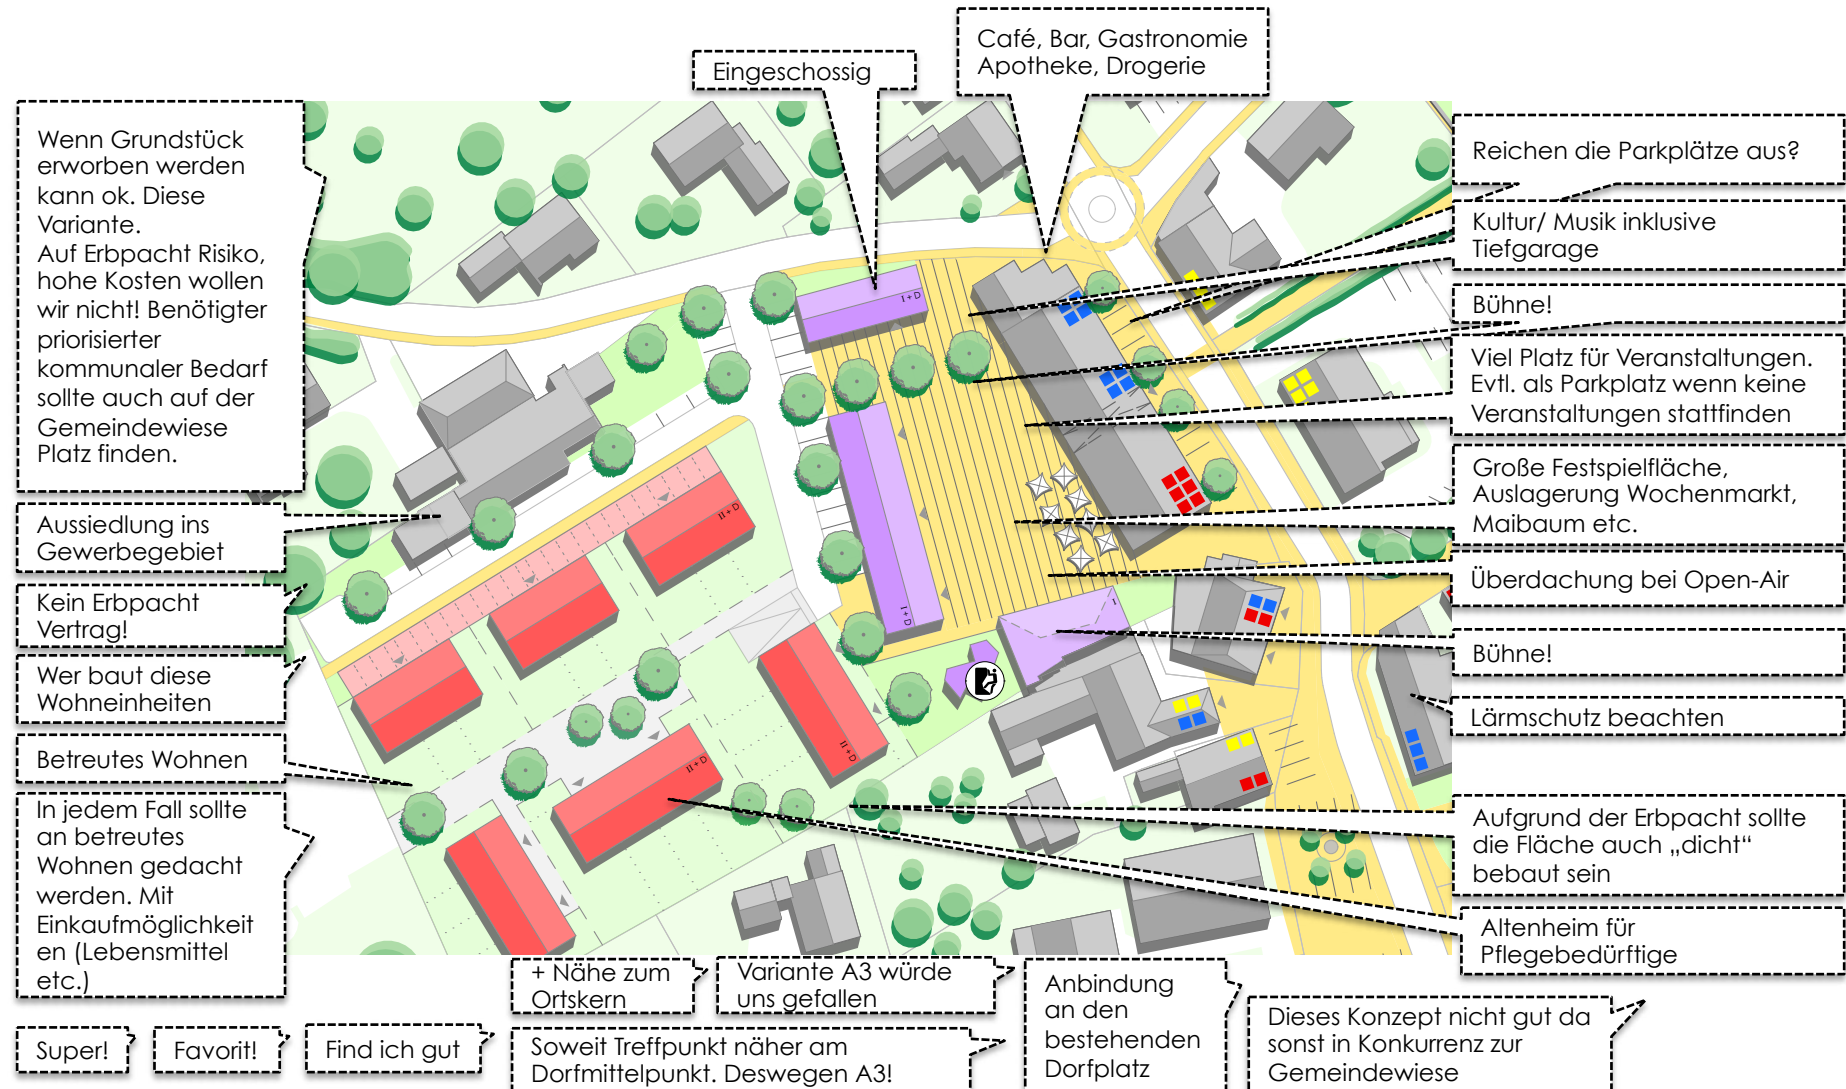 Café, Bar, Gastronomie
Apotheke, Drogerie
Eingeschossig
Wenn Grundstück
erworben werden
kann ok. Diese
Variante.
Auf Erbpacht Risiko,
hohe Kosten wollen
wir nicht! Benötigter
priorisierter
kommunaler Bedarf
sollte auch auf der
Gemeindewiese
Platz finden.
Aussiedlung ins
Gewerbegebiet
Kein Erbpacht
Vertrag!
Wer baut diese
Wohneinheiten
Betreutes Wohnen
In jedem Fall sollte
an betreutes
Wohnen gedacht
werden. Mit
Einkaufmöglichkeit
en (Lebensmittel
etc.)
I+D
II+D
I+D
I
II+D
II+D
Reichen die Parkplätze aus?
Kultur/ Musik inklusive
Tiefgarage
Bühne!
Viel Platz für Veranstaltungen.
Evtl. als Parkplatz wenn keine
Veranstaltungen stattfinden
Große Festspielfläche,
Auslagerung Wochenmarkt,
Maibaum etc.
Überdachung bei Open-Air
Bühne!
Lärmschutz beachten
Aufgrund der Erbpacht sollte
die Fläche auch „dicht“
bebaut sein
Altenheim für
Pflegebedürftige
+ Nähe zum
Ortskern
Variante A3 würde
uns gefallen
Anbindung
an den
bestehenden
Dorfplatz
Dieses Konzept nicht gut da
sonst in Konkurrenz zur
Gemeindewiese
Super!
Favorit!
Find ich gut
Soweit Treffpunkt näher am
Dorfmittelpunkt. Deswegen A3!